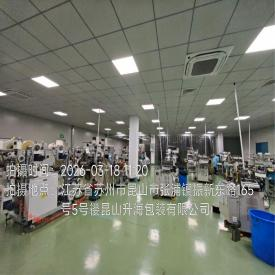 拍摄时间：2026-03-18 11:20
拍摄地点：江苏省苏州市昆山市张浦镇振新东路165
号5号楼昆山升海包装有限公司